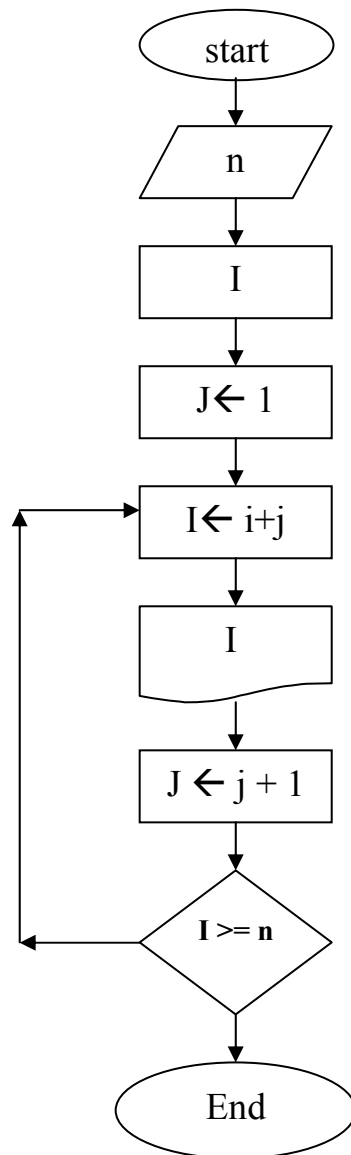 start
n
I
J← 1
I← i+j
I
J ← j + 1
I >= n
End